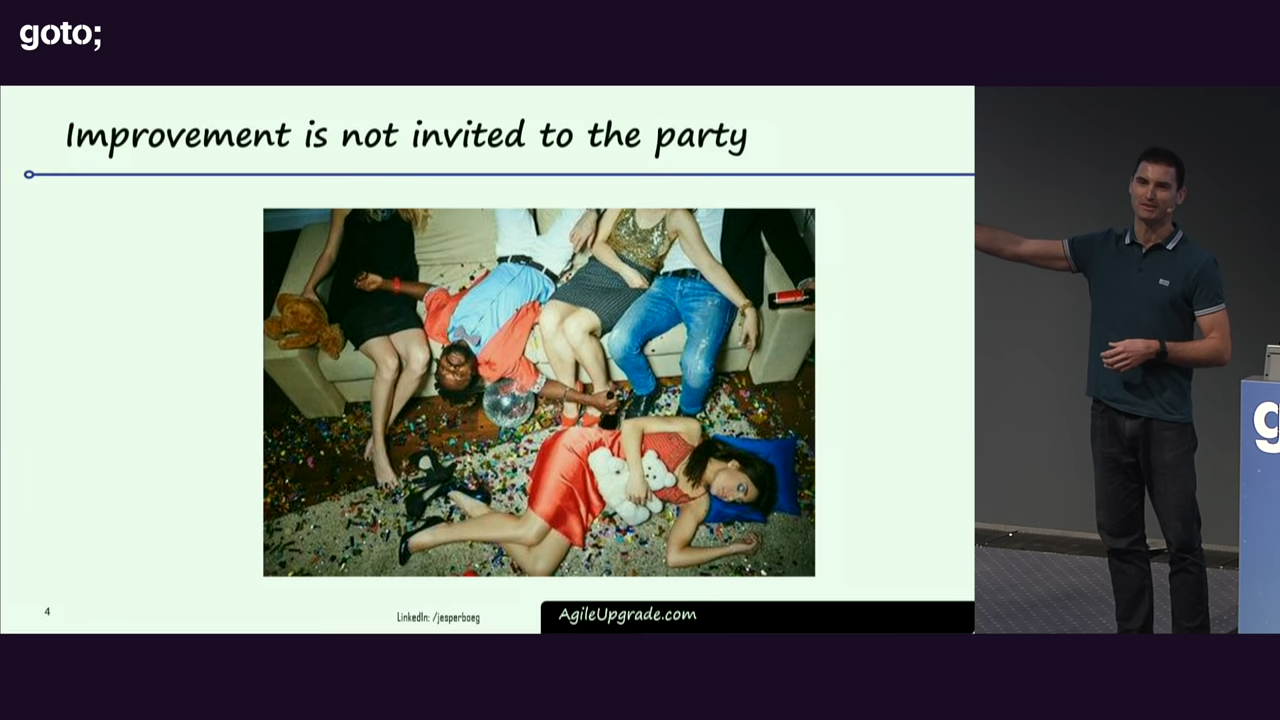 goto;
Improvement is not invited to the party
4
LinkedIn: /jesperboeg
AgileUpgrade.com
g